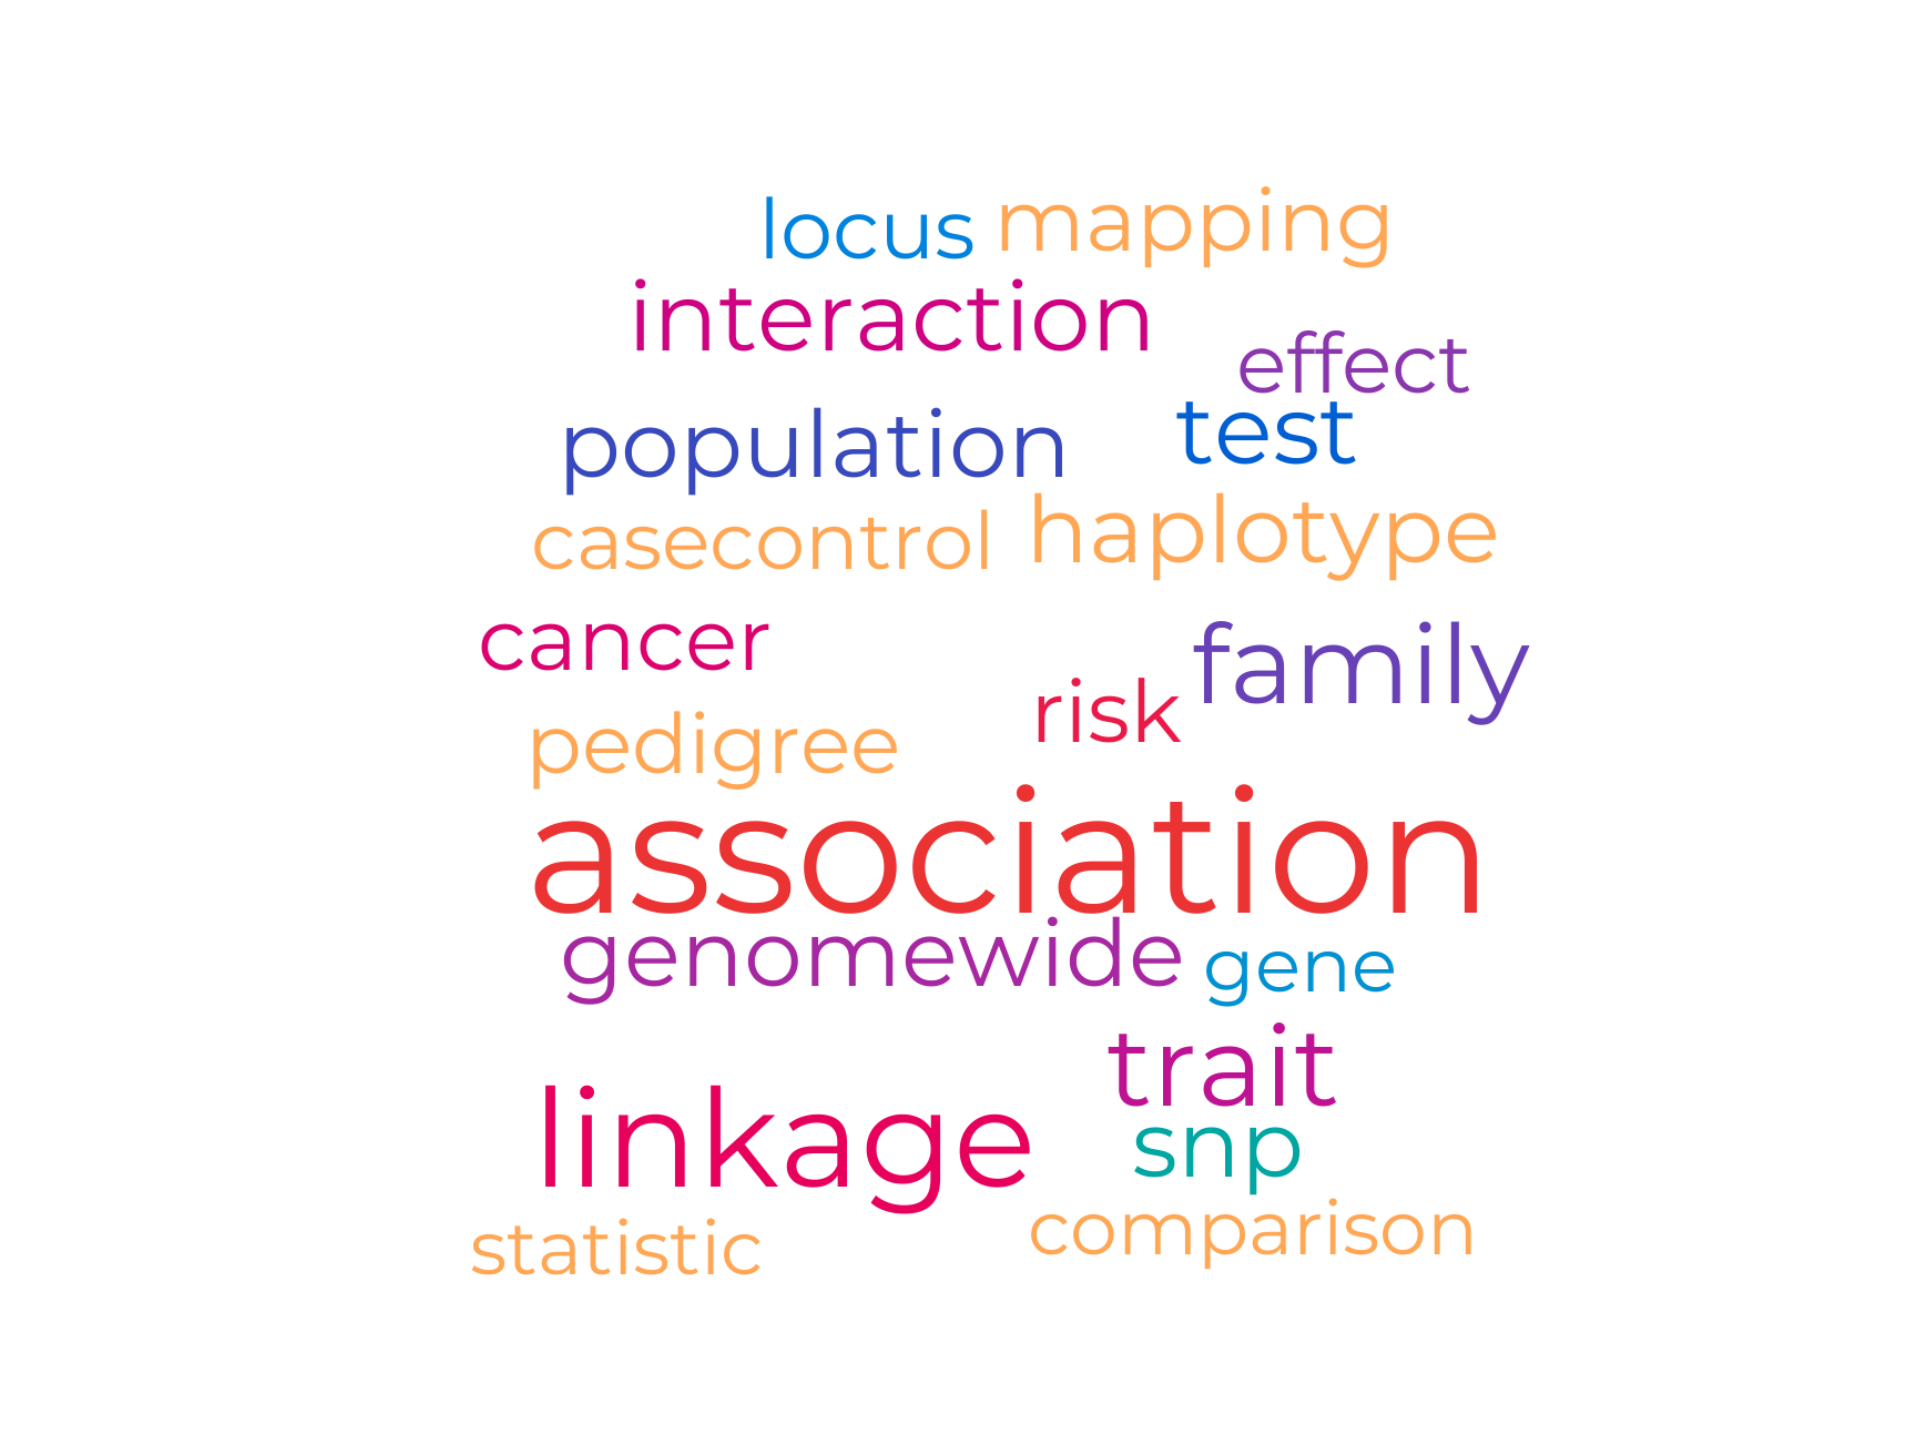 locus mapping
interaction
effect
population test
casecontrol haplotype
cancer family
risk
pedigree
association
genomewide gene
trait
linkage snp
statistic comparison